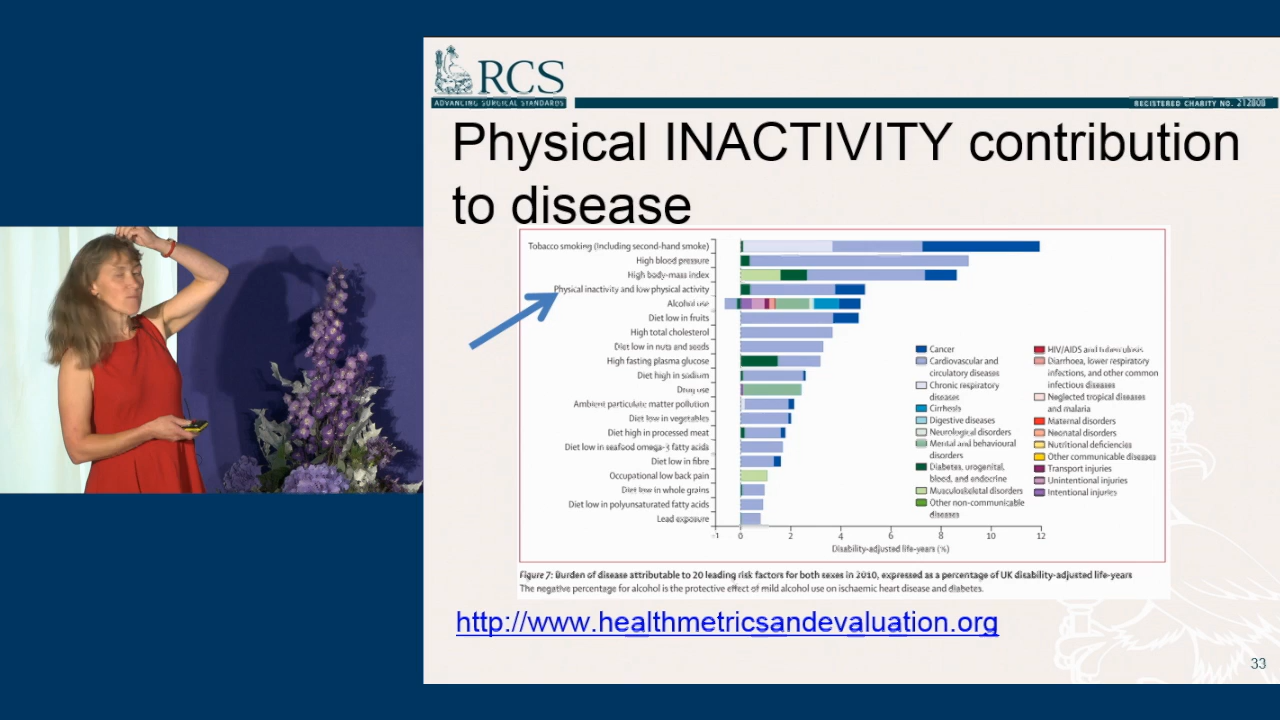 RCS
ADVANCING SURGICAL STANDARDS
REGISTERED CHARITY NO. 212808
Physical INACTIVITY contribution
to disease
Tobacco smoking (including second-hand smoke)
High blood pressure
High body-mass index
Physical inactivity and low physical activity
Alcohol use
Diet low in fruits
High total cholesterol
Diet low in nuts and seeds
High fasting plasma glucose
Diet high in sodium
Drug use
Ambient particulate matter pollution
Diet low in vegetables
Diet high in processed meat
Diet low in seafood omega-3 fatty acids
Diet low in fibre
Occupational low back pain
Diet low in whole grains
Diet low in polyunsaturated fatty acids
Lead exposure
Cancer
Cardiovascular and
circulatory diseases
Chronic respiratory
diseases
Cirrhosis
Digestive diseases
Neurological disorders
Mental and behavioural
disorders
Diabetes, urogenital,
blood, and endocrine
Musculoskeletal disorders
Other non-communicable
diseases
HIV/AIDS and tuberculosis
Diarrhoea, lower respiratory
infections, and other common
infectious diseases
Neglected tropical diseases
and malaria
Maternal disorders
Neonatal disorders
Nutritional deficiencies
Other communicable diseases
Transport injuries
Unintentional injuries
Intentional injuries
-1 0 2 4 6 8 10 12
Disability-adjusted life-years (%)
Figure 7: Burden of disease attributable to 20 leading risk factors for both sexes in 2010, expressed as a percentage of UK disability-adjusted life-years
The negative percentage for alcohol is the protective effect of mild alcohol use on ischaemic heart disease and diabetes.
http://www.healthmetricsandevaluation.org
33